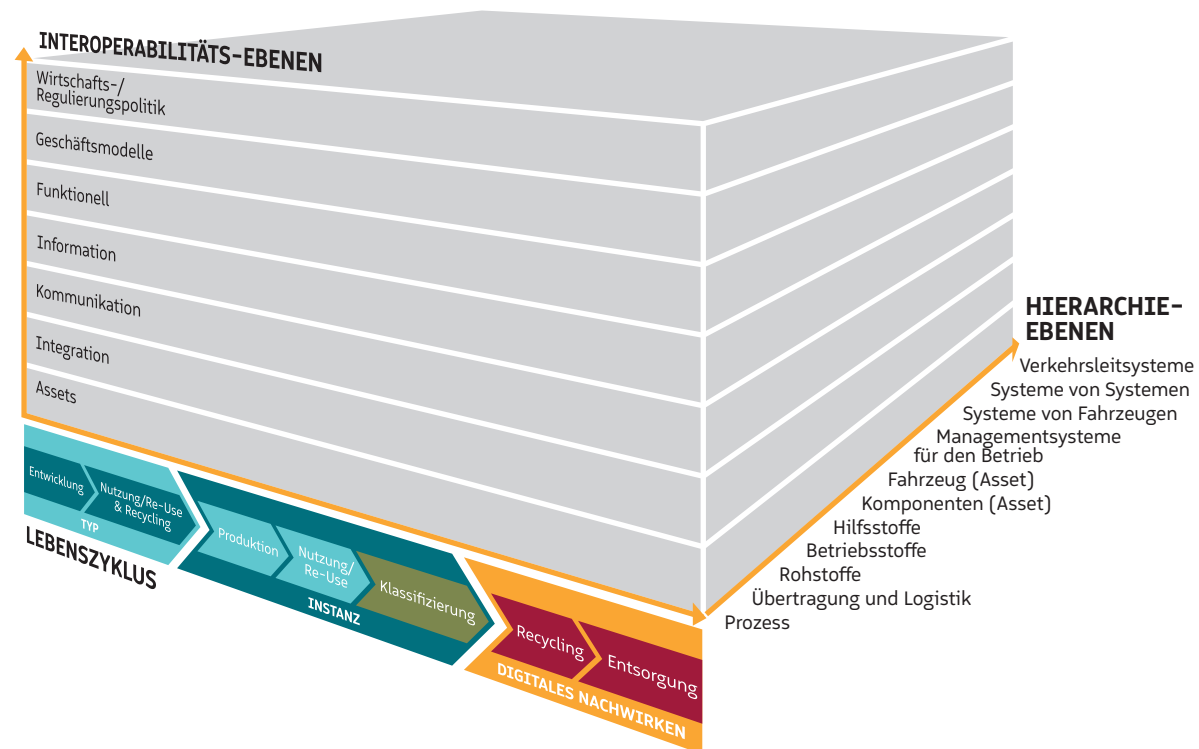 INTEROPERABILITÄTS-EBENEN
Wirtschafts-/
Regulierungspolitik
Geschäftsmodelle
Funktionell
Information
Kommunikation
Integration
Assets
HIERARCHIE-
EBENEN
Verkehrsleitsysteme
Systeme von Systemen
Systeme von Fahrzeugen
Managementsysteme
für den Betrieb
Fahrzeug (Asset)
Komponenten (Asset)
Hilfsstoffe
Betriebsstoffe
Rohstoffe
Übertragung und Logistik
Prozess
Entwicklung
Nutzung/Re-Use
& Recycling
TYP
LEBENSZYKLUS
Produktion
Nutzung/
Re-Use
Klassifizierung
INSTANZ
Recycling
Entsorgung
DIGITALES NACHWIRKEN